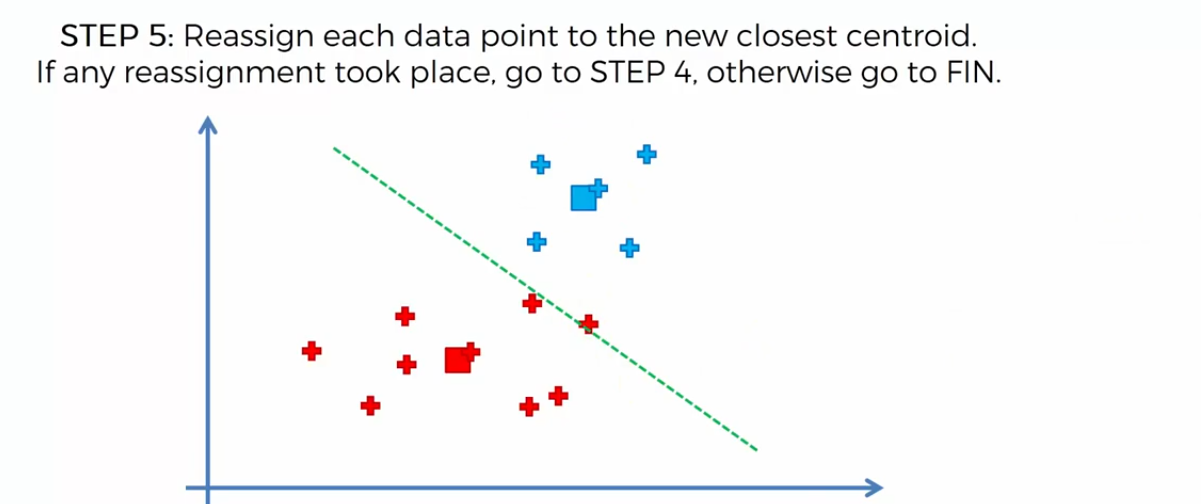 STEP 5: Reassign each data point to the new closest centroid.
If any reassignment took place, go to STEP 4, otherwise go to FIN.